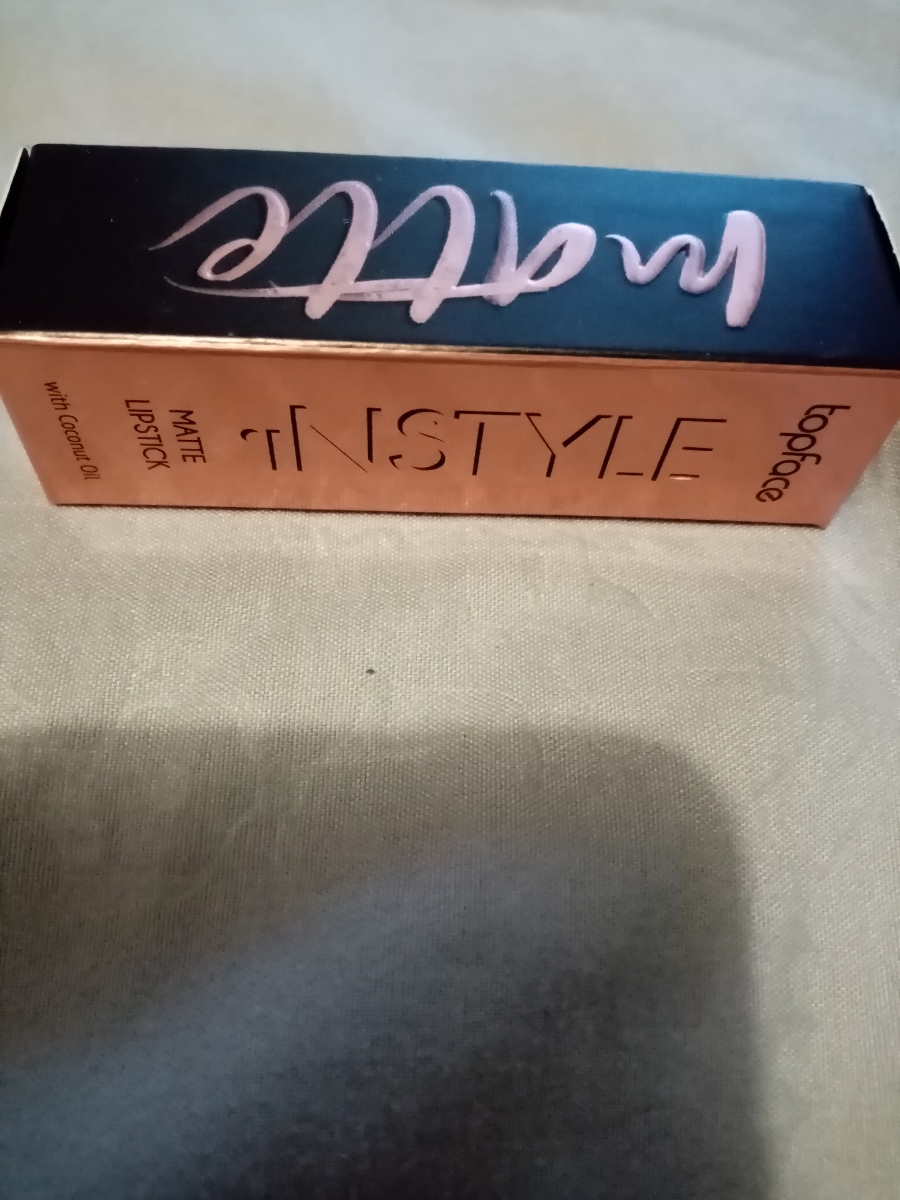 matte
topface
INSTYLE
MATTE
LIPSTICK
with Coconut Oil